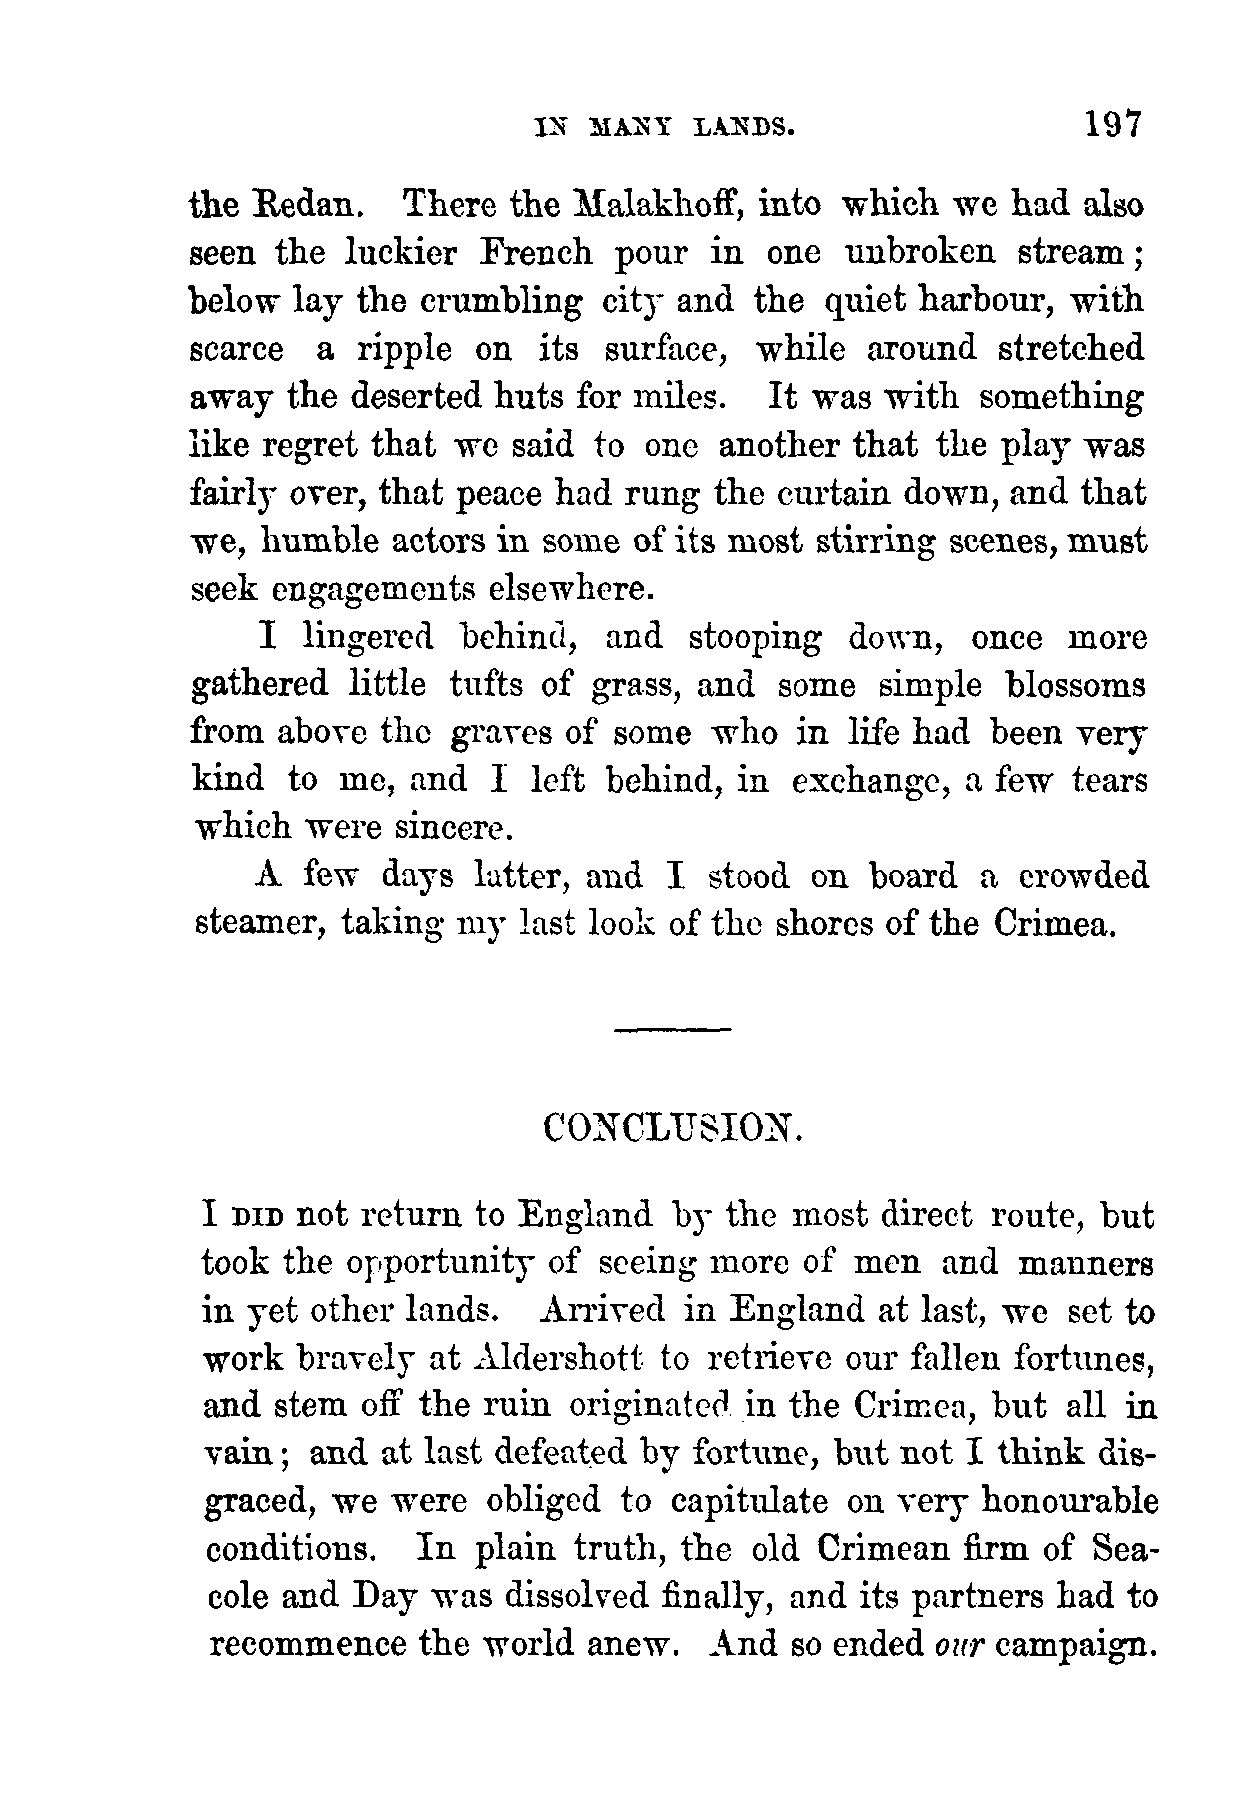 IN MANY LANDS. 197
the Redan. There the Malakhoff, into which we had also
seen the luckier French pour in one unbroken stream;
below lay the crumbling city and the quiet harbour, with
scarce a ripple on its surface, while around stretched
away the deserted huts for miles. It was with something
like regret that we said to one another that the play was
fairly over, that peace had rung the curtain down, and that
we, humble actors in some of its most stirring scenes, must
seek engagements elsewhere.
I lingered behind, and stooping down, once more
gathered little tufts of grass, and some simple blossoms
from above the graves of some who in life had been very
kind to me, and I left behind, in exchange, a few tears
which were sincere.
A few days latter, and I stood on board a crowded
steamer, taking my last look of the shores of the Crimea.
CONCLUSION.
I DID not return to England by the most direct route, but
took the opportunity of seeing more of men and manners
in yet other lands. Arrived in England at last, we set to
work bravely at Aldershott to retrieve our fallen fortunes,
and stem off the ruin originated in the Crimea, but all in
vain; and at last defeated by fortune, but not I think dis-
graced, we were obliged to capitulate on very honourable
conditions. In plain truth, the old Crimean firm of Sea-
cole and Day was dissolved finally, and its partners had to
recommence the world anew. And so ended our campaign.